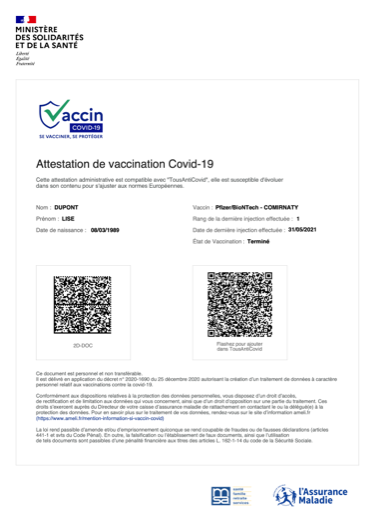 MINISTÈRE
DES SOLIDARITÉS
ET DE LA SANTÉ
Liberté
Égalité
Fraternité
Vaccin
COVID-19
SE VACCINER, SE PROTÉGER
Attestation de vaccination Covid-19
Cette attestation administrative est compatible avec "TousAntiCovid", elle est susceptible d'évoluer
dans son contenu pour s'ajuster aux normes Européennes.
Nom : DUPONT
Prénom : LISE
Date de naissance : 08/03/1989
Vaccin : Pfizer/BioNTech - COMIRNATY
Rang de la dernière injection effectuée : 1
Date de dernière injection effectuée : 31/05/2021
État de Vaccination : Terminé
2D-DOC
Flashez pour ajouter
dans TousAntiCovid
Ce document est personnel et non transférable.
Il est délivré en application du décret n° 2020-1690 du 25 décembre 2020 autorisant la création d'un traitement de données à caractère
personnel relatif aux vaccinations contre la covid-19.
Conformément aux dispositions relatives à la protection des données personnelles, vous disposez d'un droit d'accès,
de rectification et de limitation aux données qui vous concernent, ainsi que d'un droit d'opposition sur une partie du traitement. Ces
droits s'exercent auprès du Directeur de votre caisse d'assurance maladie de rattachement en contactant le ou la délégué(e) à la
protection des données. Pour en savoir plus sur le traitement de vos données, rendez-vous sur le site d'information ameli.fr
(https://www.ameli.fr/mention-information-si-vaccin-covid)
La loi rend passible d'amende et/ou d'emprisonnement quiconque se rend coupable de fraudes ou de fausses déclarations (articles
441-1 et svts du Code Pénal). En outre, la falsification ou l'établissement de faux documents, ainsi que l'utilisation
de tels documents sont passibles d'une pénalité financière aux titres des articles L. 162-1-14 du code de la Sécurité Sociale.
santé
famille
retraite
services
l'Assurance
Maladie